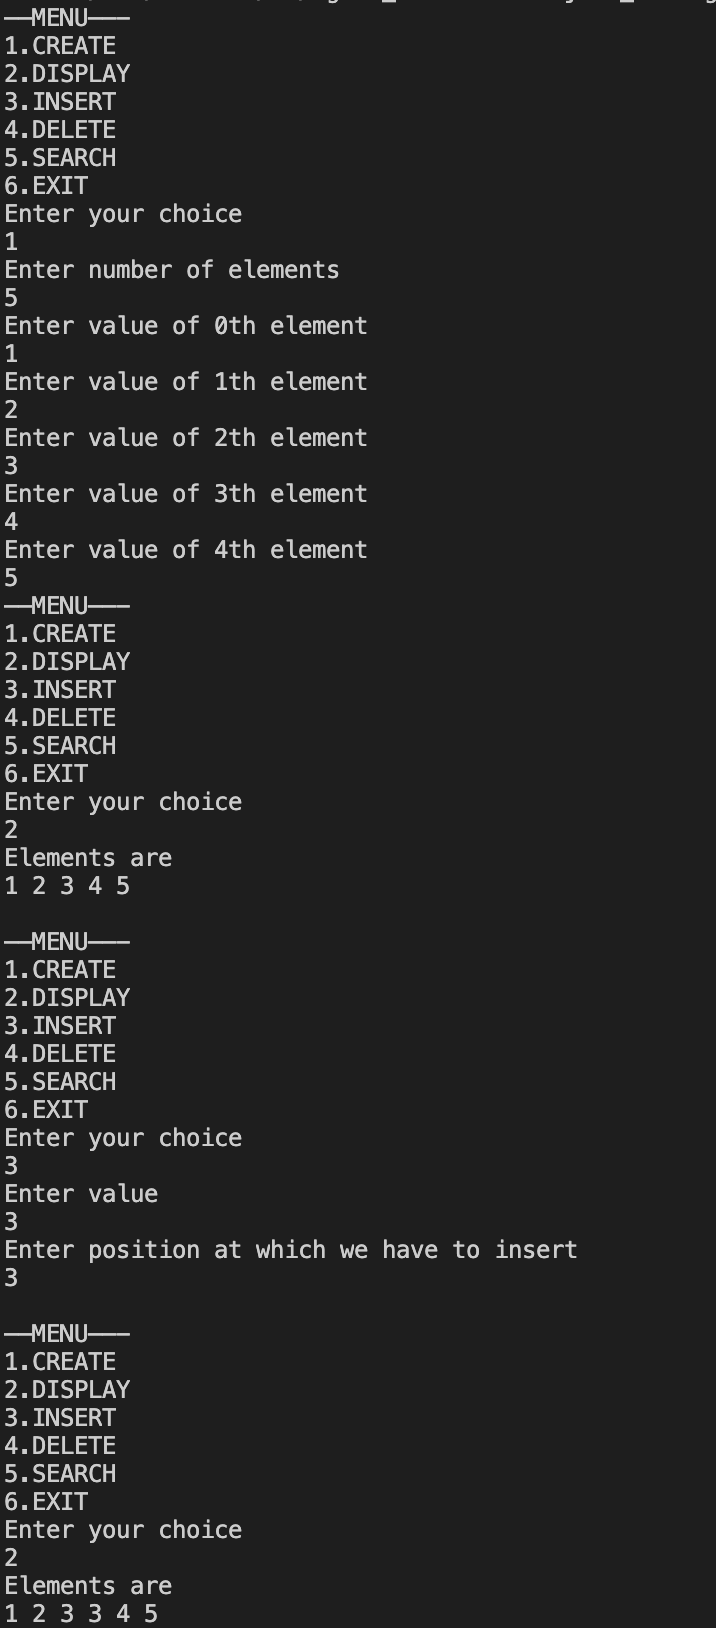 ——MENU———
1.CREATE
2.DISPLAY
3.INSERT
4.DELETE
5.SEARCH
6.EXIT
Enter your choice
1
Enter number of elements
5
Enter value of 0th element
1
Enter value of 1th element
2
Enter value of 2th element
3
Enter value of 3th element
4
Enter value of 4th element
5
——MENU———
1.CREATE
2.DISPLAY
3.INSERT
4.DELETE
5.SEARCH
6.EXIT
Enter your choice
2
Elements are
1 2 3 4 5
——MENU———
1.CREATE
2.DISPLAY
3.INSERT
4.DELETE
5.SEARCH
6.EXIT
Enter your choice
3
Enter value
3
Enter position at which we have to insert
3
——MENU———
1.CREATE
2.DISPLAY
3.INSERT
4.DELETE
5.SEARCH
6.EXIT
Enter your choice
2
Elements are
1 2 3 3 4 5